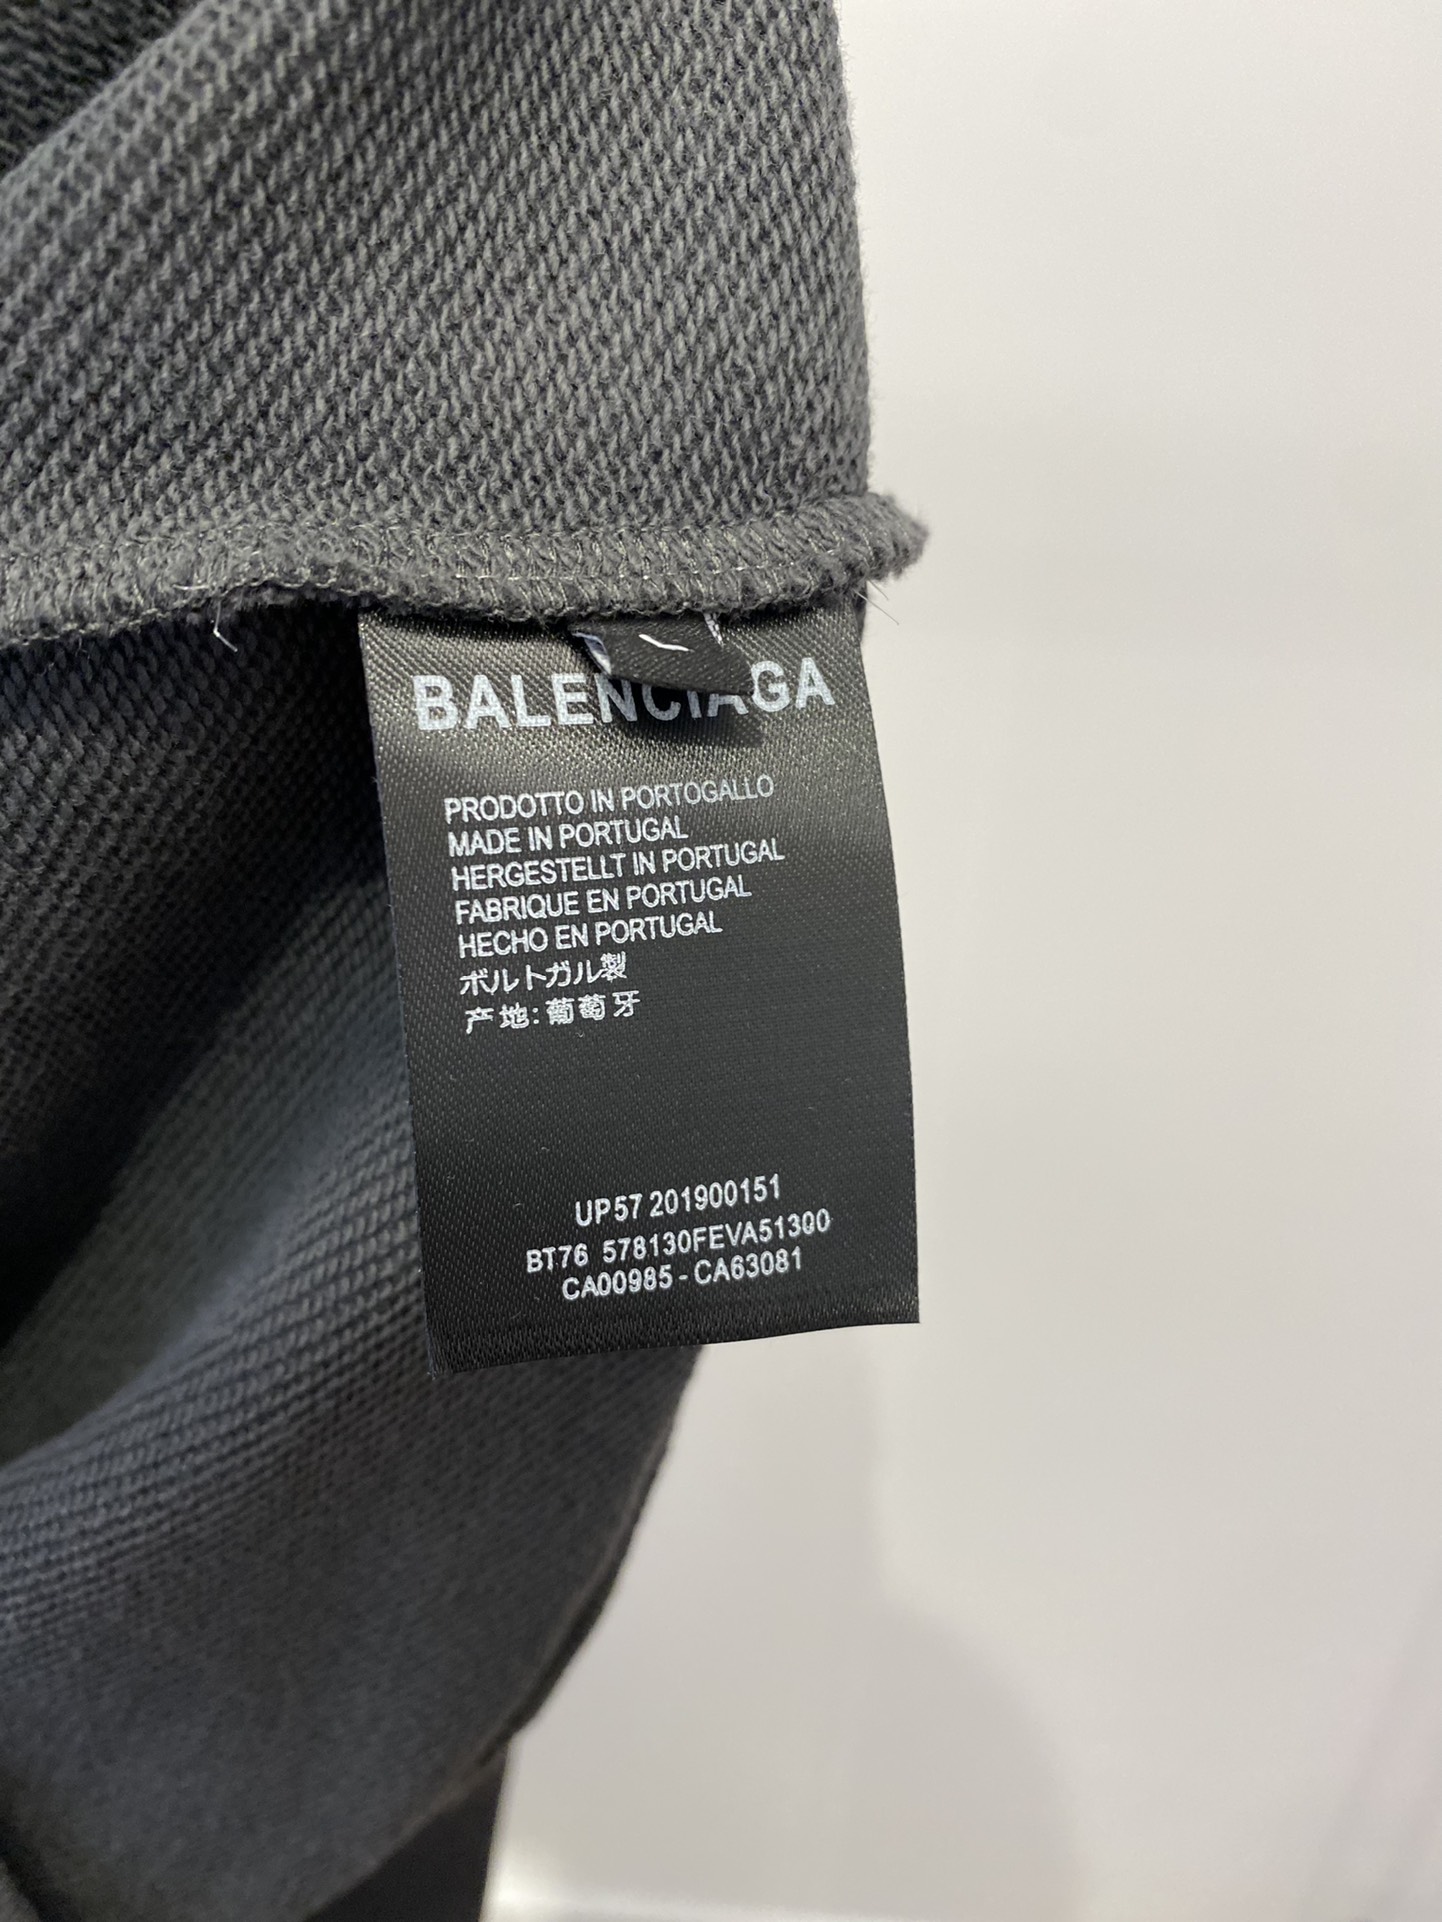 BALENCIAGA
PRODOTTO IN PORTOGALLO
MADE IN PORTUGAL
HERGESTELLT IN PORTUGAL
FABRIQUE EN PORTUGAL
HECHO EN PORTUGAL
ポルトガル製
产地:葡萄牙
UP57 201900151
BT76 578130FEVA51300
CA00985 - CA63081